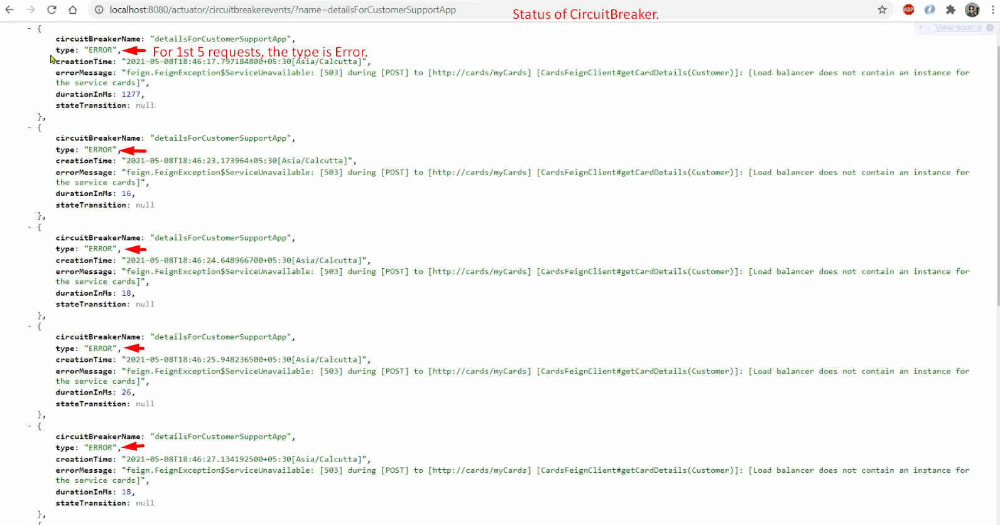 localhost:8080/actuator/circuitbreakerevents/?name=detailsForCustomerSupportApp
Status of CircuitBreaker.
ABP
+ - View source
- {
circuitBreakerName: "detailsForCustomerSupportApp",
type: "ERROR",
For 1st 5 requests, the type is Error.
creationTime: "2021-05-08T18:46:17.797184800+05:30[Asia/Calcutta]",
errorMessage: "feign.FeignException$ServiceUnavailable: [503] during [POST] to [http://cards/myCards] [CardsFeignClient#getCardDetails(Customer)]: [Load balancer does not contain an instance for
the service cards]",
durationInMs: 1277,
stateTransition: null
},
- {
circuitBreakerName: "detailsForCustomerSupportApp",
type: "ERROR",
creationTime: "2021-05-08T18:46:23.173964+05:30[Asia/Calcutta]",
errorMessage: "feign.FeignException$ServiceUnavailable: [503] during [POST] to [http://cards/myCards] [CardsFeignClient#getCardDetails(Customer)]: [Load balancer does not contain an instance for
the service cards]",
durationInMs: 16,
stateTransition: null
},
- {
circuitBreakerName: "detailsForCustomerSupportApp",
type: "ERROR",
creationTime: "2021-05-08T18:46:24.648966700+05:30[Asia/Calcutta]",
errorMessage: "feign.FeignException$ServiceUnavailable: [503] during [POST] to [http://cards/myCards] [CardsFeignClient#getCardDetails(Customer)]: [Load balancer does not contain an instance for
the service cards]",
durationInMs: 18,
stateTransition: null
},
- {
circuitBreakerName: "detailsForCustomerSupportApp",
type: "ERROR",
creationTime: "2021-05-08T18:46:25.948236500+05:30[Asia/Calcutta]",
errorMessage: "feign.FeignException$ServiceUnavailable: [503] during [POST] to [http://cards/myCards] [CardsFeignClient#getCardDetails(Customer)]: [Load balancer does not contain an instance for
the service cards]",
durationInMs: 26,
stateTransition: null
},
- {
circuitBreakerName: "detailsForCustomerSupportApp",
type: "ERROR",
creationTime: "2021-05-08T18:46:27.134192500+05:30[Asia/Calcutta]",
errorMessage: "feign.FeignException$ServiceUnavailable: [503] during [POST] to [http://cards/myCards] [CardsFeignClient#getCardDetails(Customer)]: [Load balancer does not contain an instance for
the service cards]",
durationInMs: 18,
stateTransition: null
},